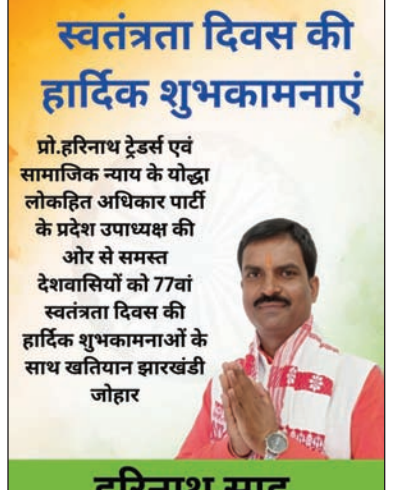 स्वतंत्रता दिवस की
हार्दिक शुभकामनाएं
प्रो.हरिनाथ ट्रेडर्स एवं
सामाजिक न्याय के योद्धा
लोकहित अधिकार पार्टी
के प्रदेश उपाध्यक्ष की
ओर से समस्त
देशवासियों को 77वां
स्वतंत्रता दिवस की
हार्दिक शुभकामनाओं के
साथ खतियान झारखंडी
जोहार
हरिनाथ साहू